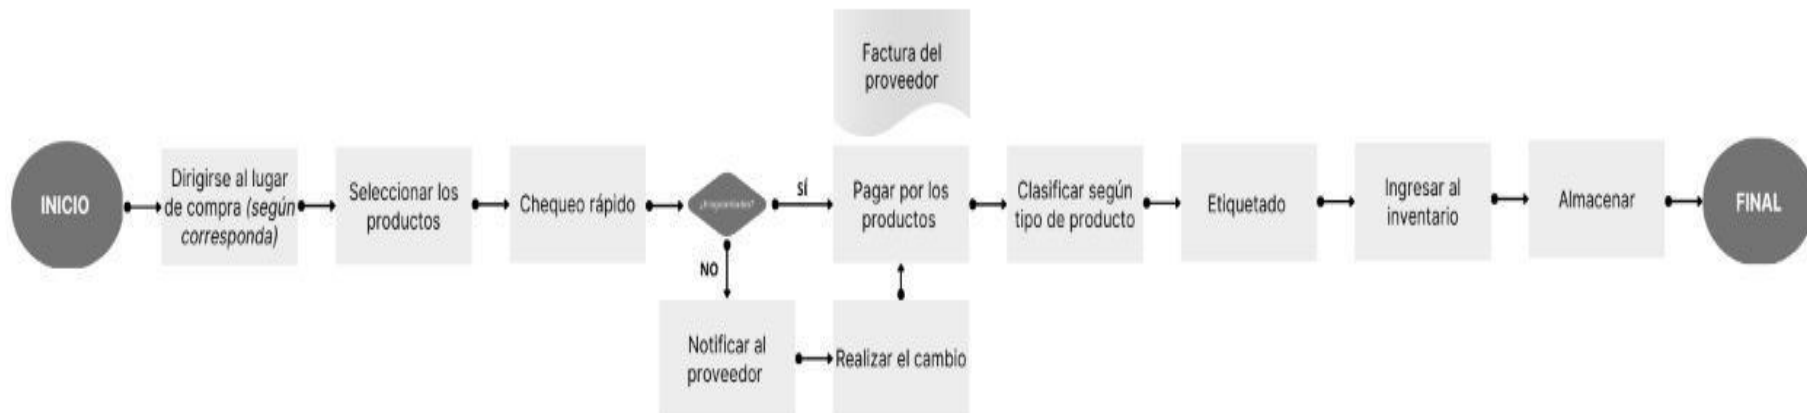 Factura del
proveedor
INICIO
Dirigirse al lugar
de compra (según
corresponda)
Seleccionar los
productos
Chequeo rápido
SÍ
Pagar por los
productos
Clasificar según
tipo de producto
Etiquetado
Ingresar al
inventario
Almacenar
FINAL
NO
Notificar al
proveedor
Realizar el cambio